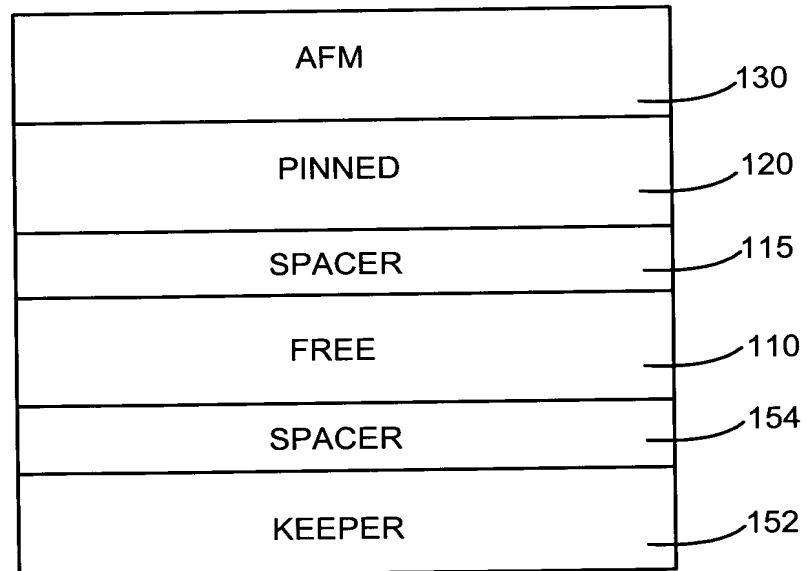 AFM
130
PINNED
120
SPACER
115
FREE
110
SPACER
154
KEEPER
152